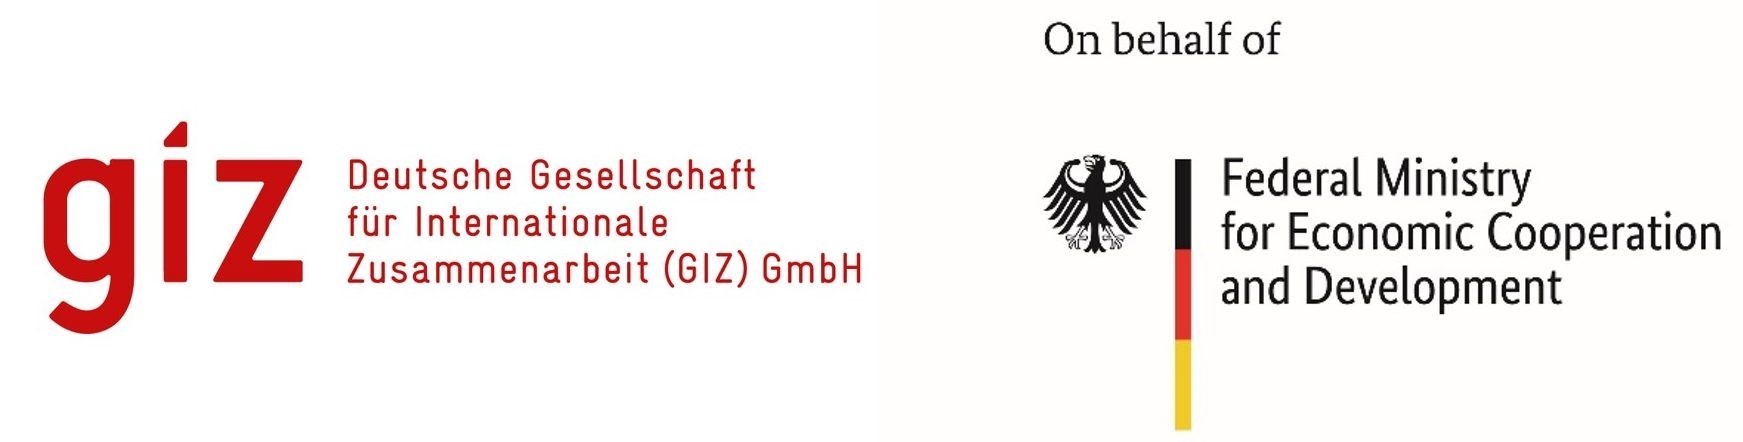 giz
Deutsche Gesellschaft
für Internationale
Zusammenarbeit (GIZ) GmbH
On behalf of
Federal Ministry
for Economic Cooperation
and Development